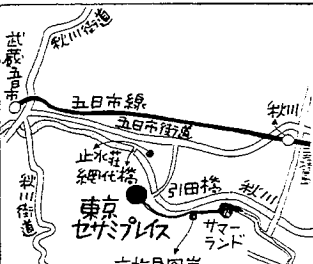 秋川街道
武蔵五日市
五日市線
秋川
五日市街道
止水荘
網代橋
引田橋
秋川
秋川街道
東京
セサミプレイス
サマー
ランド